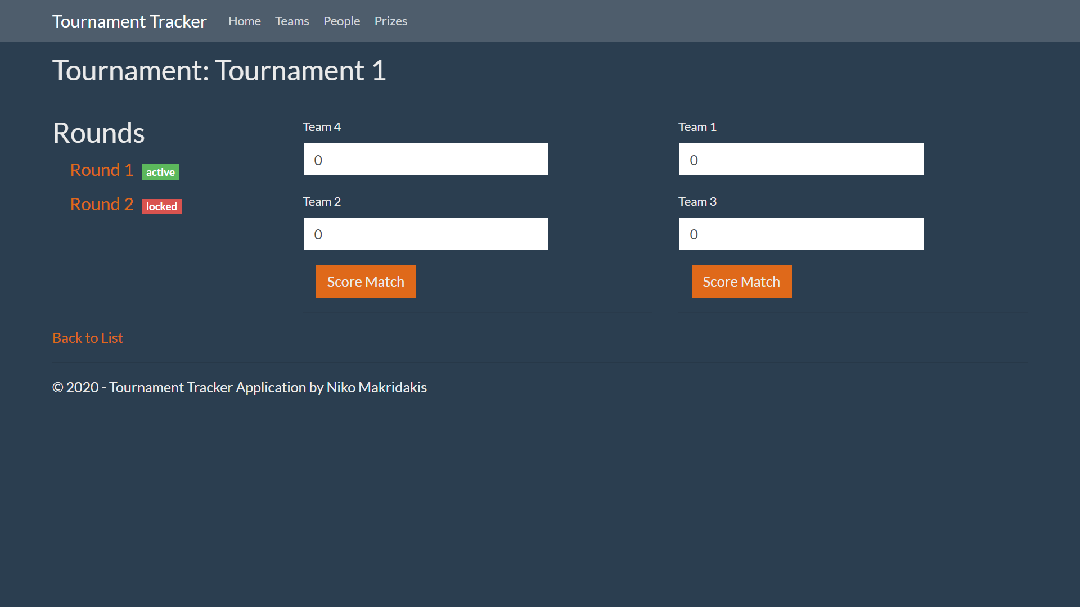 Tournament Tracker Home Teams People Prizes
Tournament: Tournament 1
Rounds
Round 1 active
Round 2 locked
Team 4
0
Team 2
0
Score Match
Team 1
0
Team 3
0
Score Match
Back to List
© 2020 - Tournament Tracker Application by Niko Makridakis